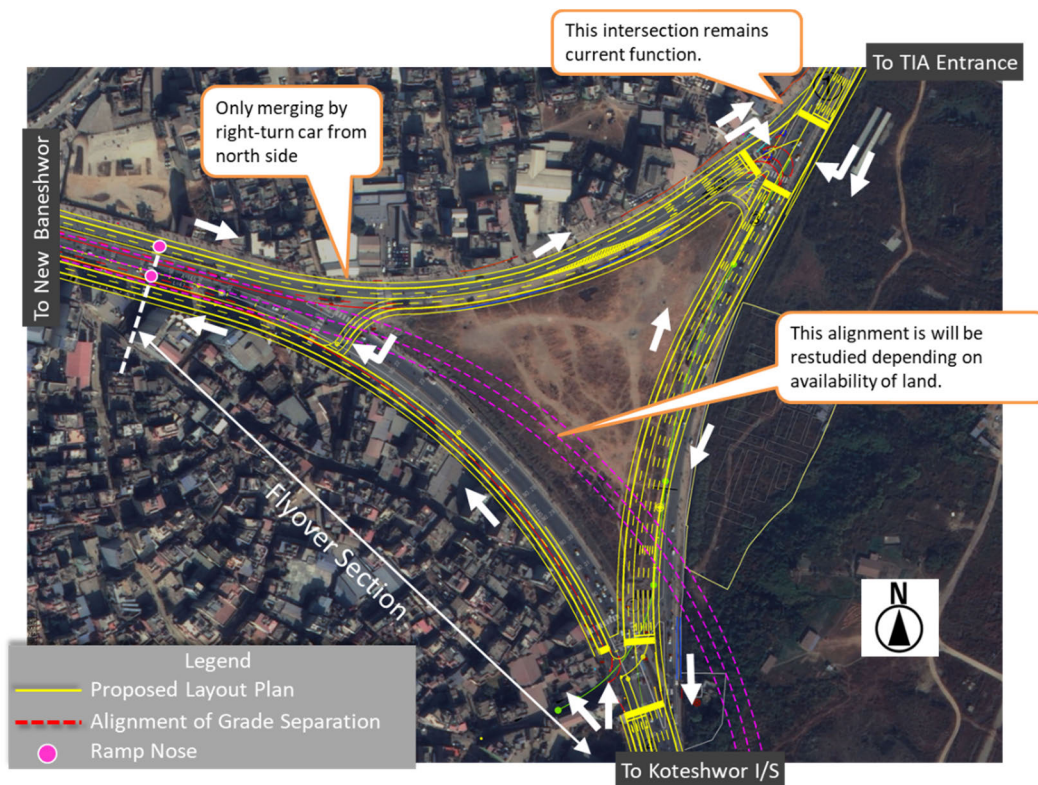 This intersection remains
current function.
To TIA Entrance
Only merging by
right-turn car from
north side
To New Baneshwor
This alignment is will be
restudied depending on
availability of land.
Flyover Section
N
Legend
Proposed Layout Plan
Alignment of Grade Separation
Ramp Nose
To Koteshwor I/S